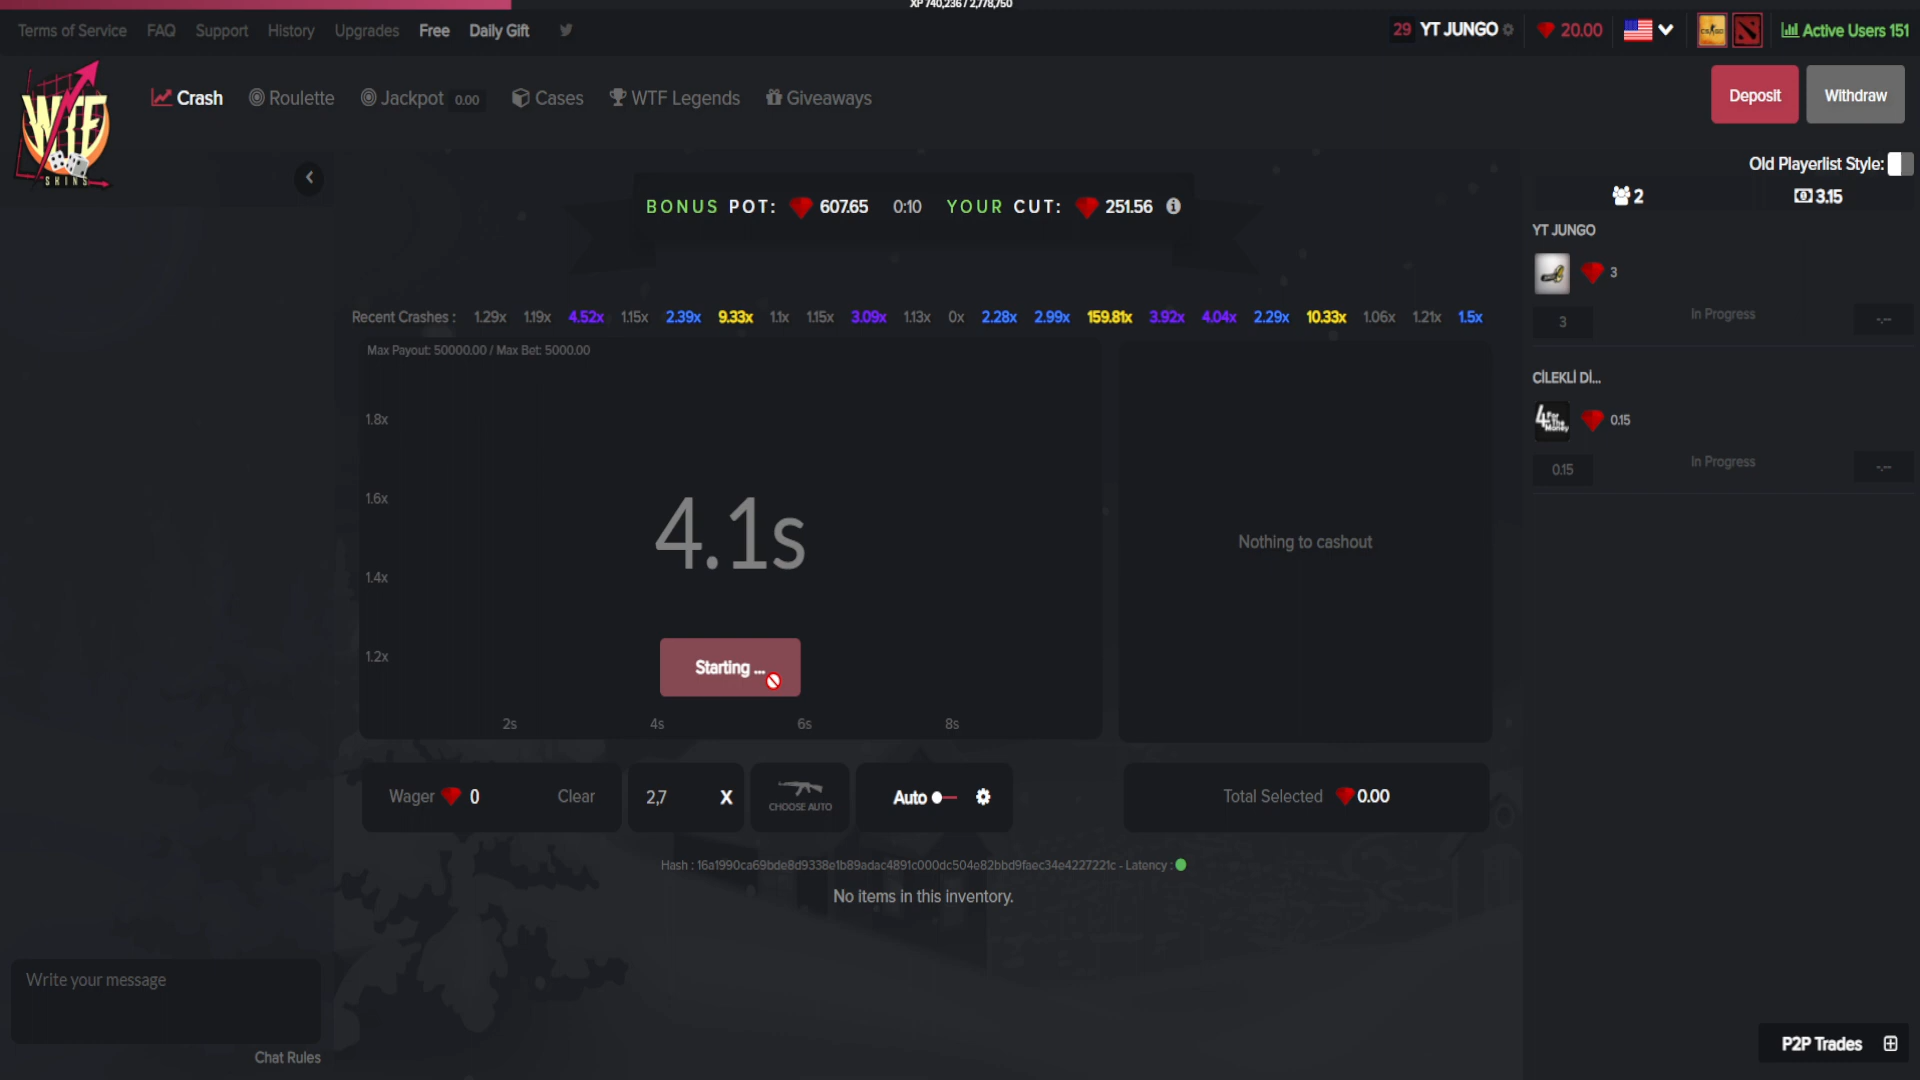 XP 740,236 / 2,778,750
Terms of Service FAQ Support History Upgrades Free Daily Gift
29 YT JUNGO 20.00 Active Users 151
WTF SKINS
Crash Roulette Jackpot 0.00 Cases WTF Legends Giveaways
Deposit Withdraw
Old Playerlist Style:
BONUS POT: 607.65 0:10 YOUR CUT: 251.56
2 3.15
YT JUNGO
3
3 In Progress -.--
Recent Crashes : 1.29x 1.19x 4.52x 1.15x 2.39x 9.33x 1.1x 1.15x 3.09x 1.13x 0x 2.28x 2.99x 159.81x 3.92x 4.04x 2.29x 10.33x 1.06x 1.21x 1.5x
Max Payout: 50000.00 / Max Bet: 5000.00
CİLEKLİ Dİ...
4 For The Money 0.15
0.15 In Progress -.--
1.8x
1.6x
1.4x
1.2x
4.1s
Starting ...
2s 4s 6s 8s
Nothing to cashout
Wager 0 Clear 2,7 X CHOOSE AUTO Auto
Total Selected 0.00
Hash : 16a1990ca69bde8d9338e1b89adac4891c000dc504e82bbd9faec34e4227221c - Latency :
No items in this inventory.
Write your message
Chat Rules
P2P Trades